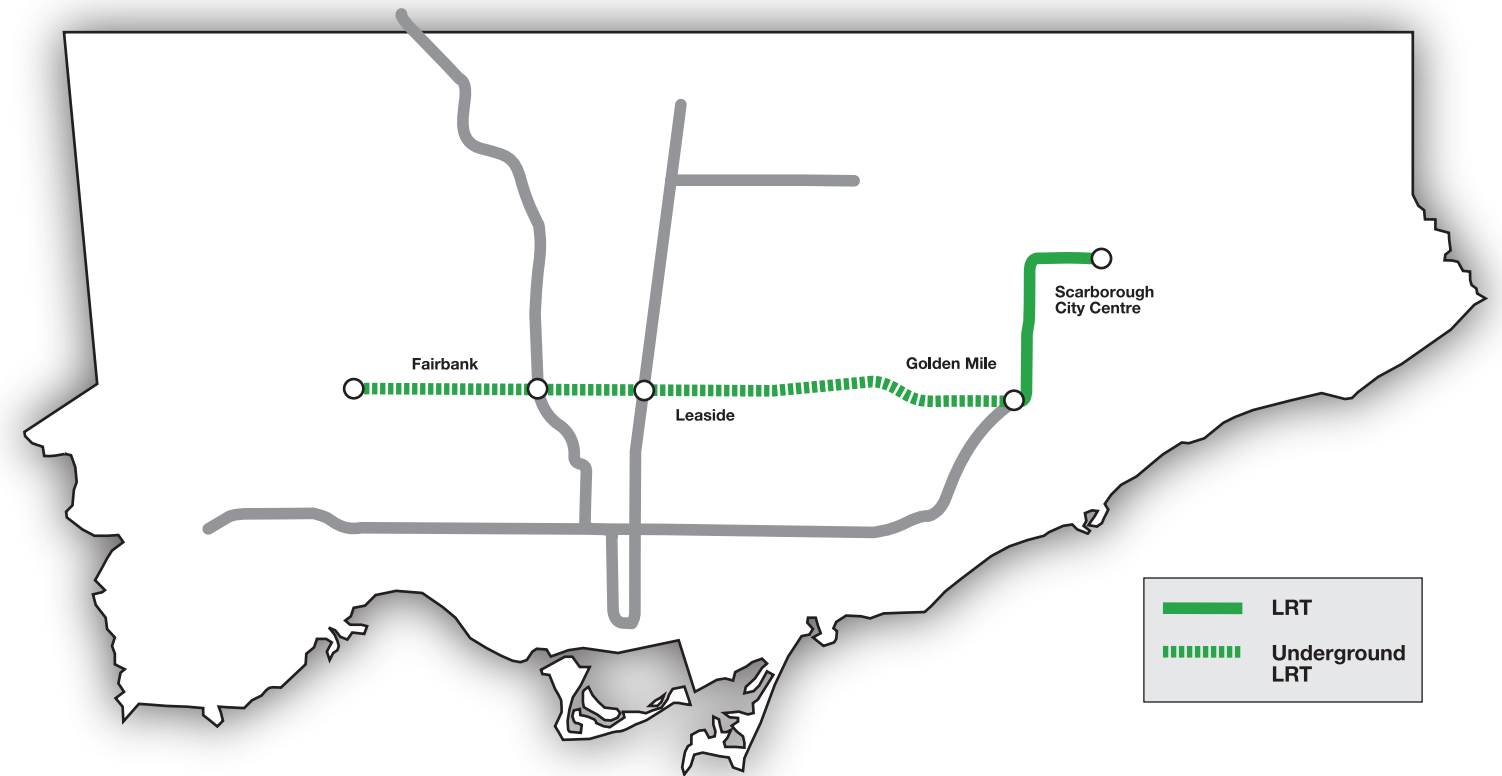 Scarborough
City Centre
Fairbank
Golden Mile
Leaside
LRT
Underground
LRT